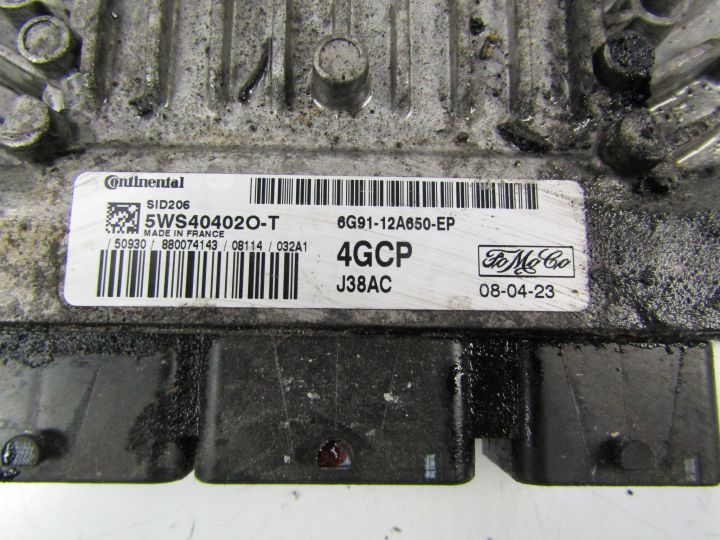 Continental
SID206
5WS40402O-T
MADE IN FRANCE
/ 50930 / 880074143 / 08114 / 032A1
6G91-12A650-EP
4GCP
J38AC
FoMoCo
08-04-23